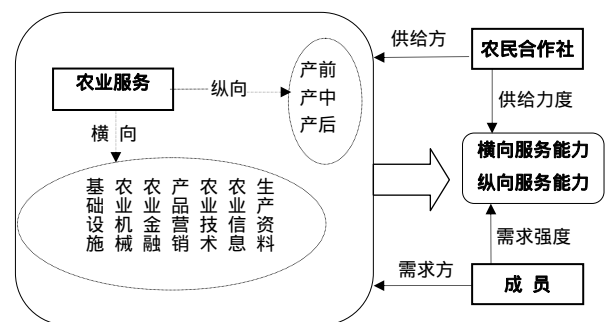 供给方
农民合作社
农业服务
纵向
产前
产中
产后
供给力度
横 向
横向服务能力
纵向服务能力
基础设施
农业机械
农业金融
产品营销
农业技术
农业信息
生产资料
需求强度
需求方
成 员